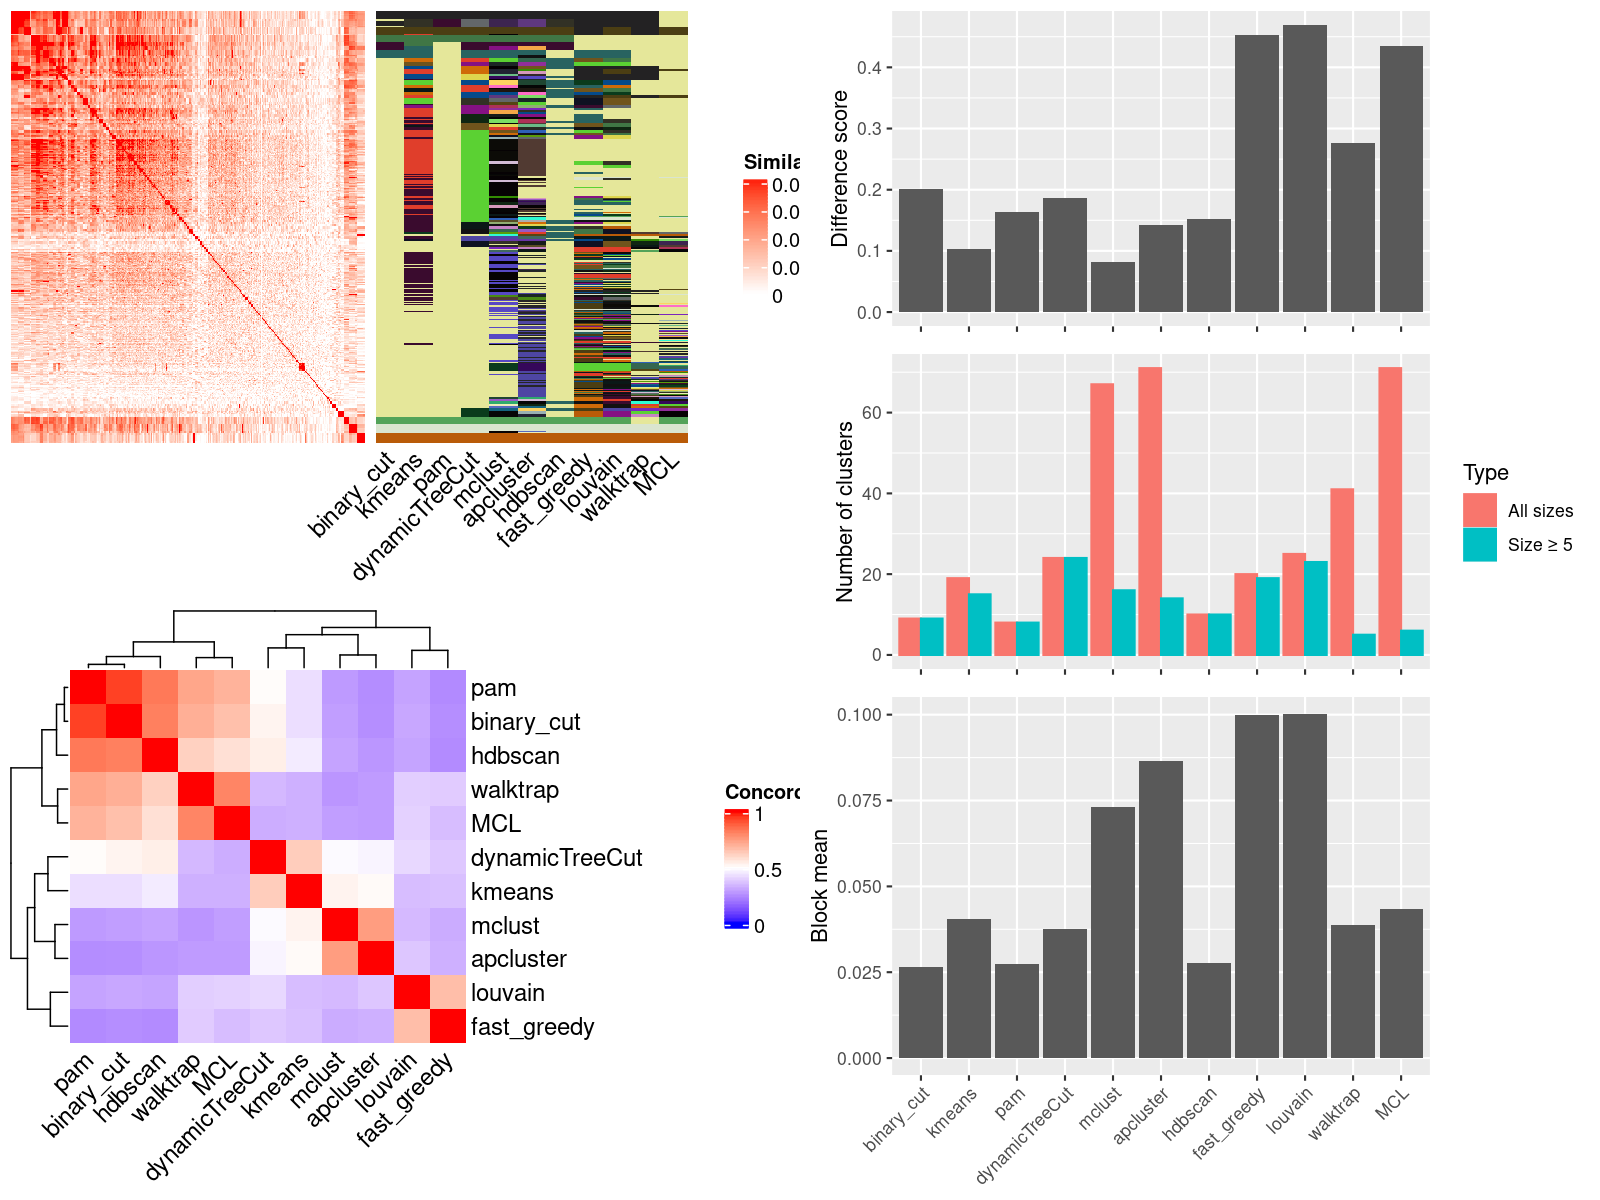 Simila
0.0
0.0
0.0
0.0
0
binary_cut
kmeans
pam
dynamicTreeCut
mclust
apcluster
hdbscan
fast_greedy
louvain
walktrap
MCL
pam
binary_cut
hdbscan
walktrap
MCL
dynamicTreeCut
kmeans
mclust
apcluster
louvain
fast_greedy
pam
binary_cut
hdbscan
walktrap
MCL
dynamicTreeCut
kmeans
mclust
apcluster
louvain
fast_greedy
Concord
1
0.5
0
Difference score
0.4
0.3
0.2
0.1
0.0
Number of clusters
60
40
20
0
Type
All sizes
Size ≥ 5
Block mean
0.100
0.075
0.050
0.025
0.000
binary_cut
kmeans
pam
dynamicTreeCut
mclust
apcluster
hdbscan
fast_greedy
louvain
walktrap
MCL